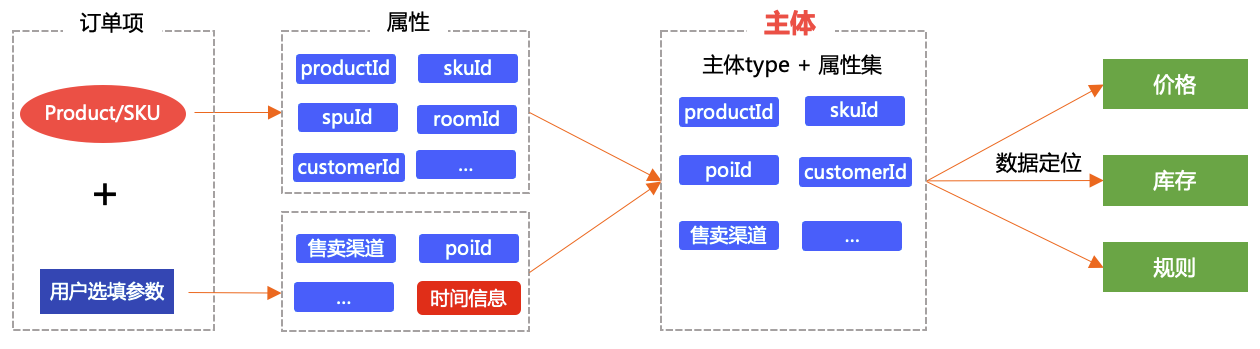 订单项
Product/SKU
+
用户选填参数
属性
productId
skuId
spuId
roomId
customerId
...
售卖渠道
poiId
...
时间信息
主体
主体type + 属性集
productId
skuId
poiId
customerId
售卖渠道
...
数据定位
价格
库存
规则